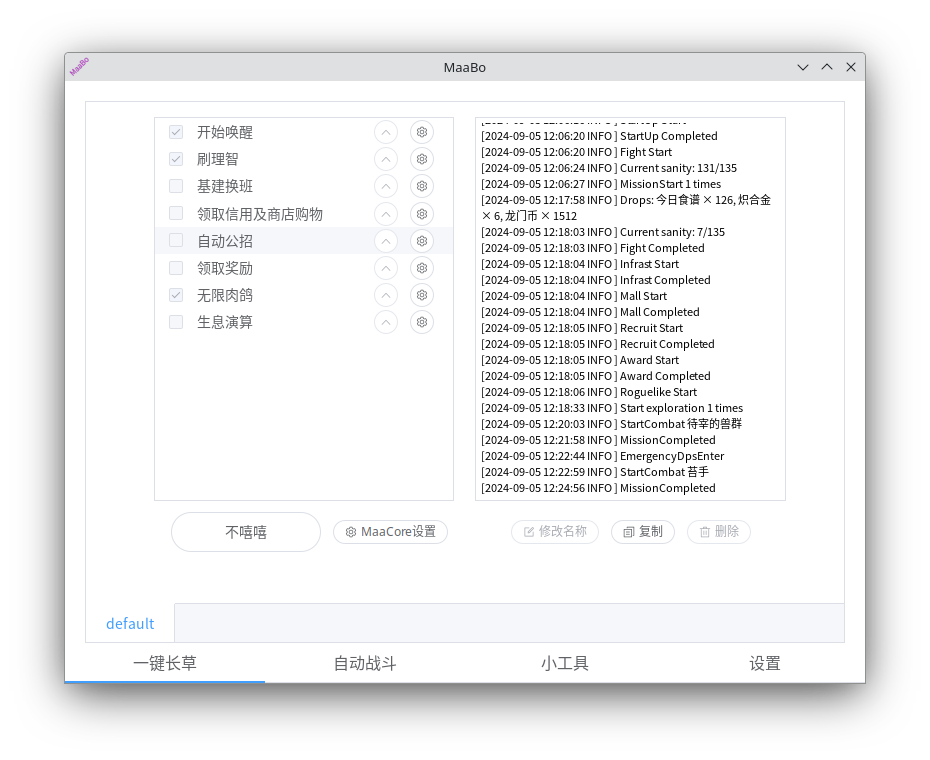 MaaBo
MaaBo
开始唤醒
刷理智
基建换班
领取信用及商店购物
自动公招
领取奖励
无限肉鸽
生息演算
[2024-09-05 12:06:20 INFO ] StartUp Completed
[2024-09-05 12:06:20 INFO ] Fight Start
[2024-09-05 12:06:24 INFO ] Current sanity: 131/135
[2024-09-05 12:06:27 INFO ] MissionStart 1 times
[2024-09-05 12:17:58 INFO ] Drops: 今日食谱 × 126, 炽合金
× 6, 龙门币 × 1512
[2024-09-05 12:18:03 INFO ] Current sanity: 7/135
[2024-09-05 12:18:03 INFO ] Fight Completed
[2024-09-05 12:18:04 INFO ] Infrast Start
[2024-09-05 12:18:04 INFO ] Infrast Completed
[2024-09-05 12:18:04 INFO ] Mall Start
[2024-09-05 12:18:04 INFO ] Mall Completed
[2024-09-05 12:18:05 INFO ] Recruit Start
[2024-09-05 12:18:05 INFO ] Recruit Completed
[2024-09-05 12:18:05 INFO ] Award Start
[2024-09-05 12:18:05 INFO ] Award Completed
[2024-09-05 12:18:06 INFO ] Roguelike Start
[2024-09-05 12:18:33 INFO ] Start exploration 1 times
[2024-09-05 12:20:03 INFO ] StartCombat 待宰的兽群
[2024-09-05 12:21:58 INFO ] MissionCompleted
[2024-09-05 12:22:44 INFO ] EmergencyDpsEnter
[2024-09-05 12:22:59 INFO ] StartCombat 苔手
[2024-09-05 12:24:56 INFO ] MissionCompleted
不嘻嘻
MaaCore设置
修改名称
复制
删除
default
一键长草
自动战斗
小工具
设置